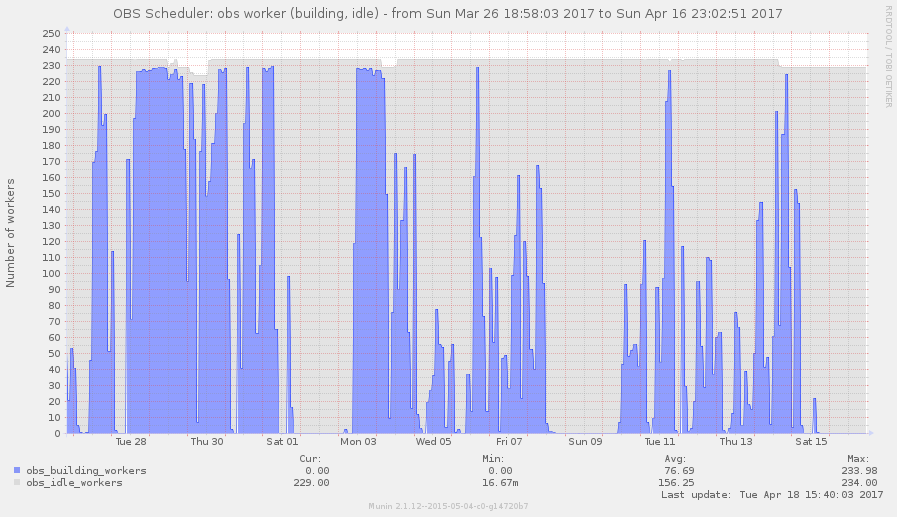 OBS Scheduler: obs worker (building, idle) - from Sun Mar 26 18:58:03 2017 to Sun Apr 16 23:02:51 2017
RRDTOOL / TOBI OETIKER
Number of workers
250
240
230
220
210
200
190
180
170
160
150
140
130
120
110
100
90
80
70
60
50
40
30
20
10
0
Tue 28 Thu 30 Sat 01 Mon 03 Wed 05 Fri 07 Sun 09 Tue 11 Thu 13 Sat 15
Cur: Min: Avg: Max:
obs_building_workers 0.00 0.00 76.69 233.98
obs_idle_workers 229.00 16.67m 156.25 234.00
Last update: Tue Apr 18 15:40:03 2017
Munin 2.1.12--2015-05-04-c0-g14720b7